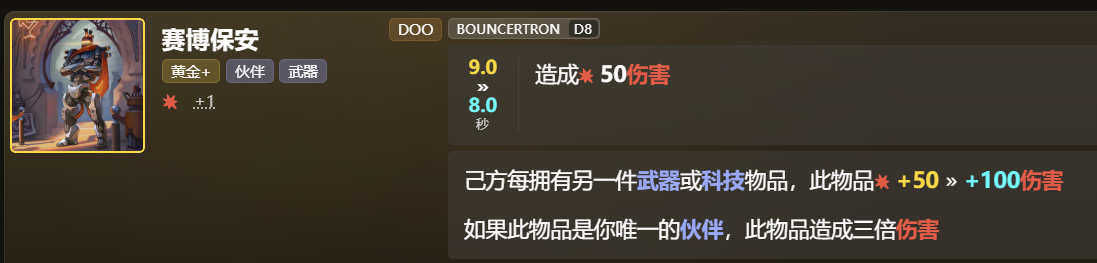 赛博保安
DOO
黄金+ 伙伴 武器
+1
BOUNCERTRON D8
9.0
»
8.0
秒
造成 50伤害
己方每拥有另一件武器或科技物品，此物品 +50 » +100伤害
如果此物品是你唯一的伙伴，此物品造成三倍伤害